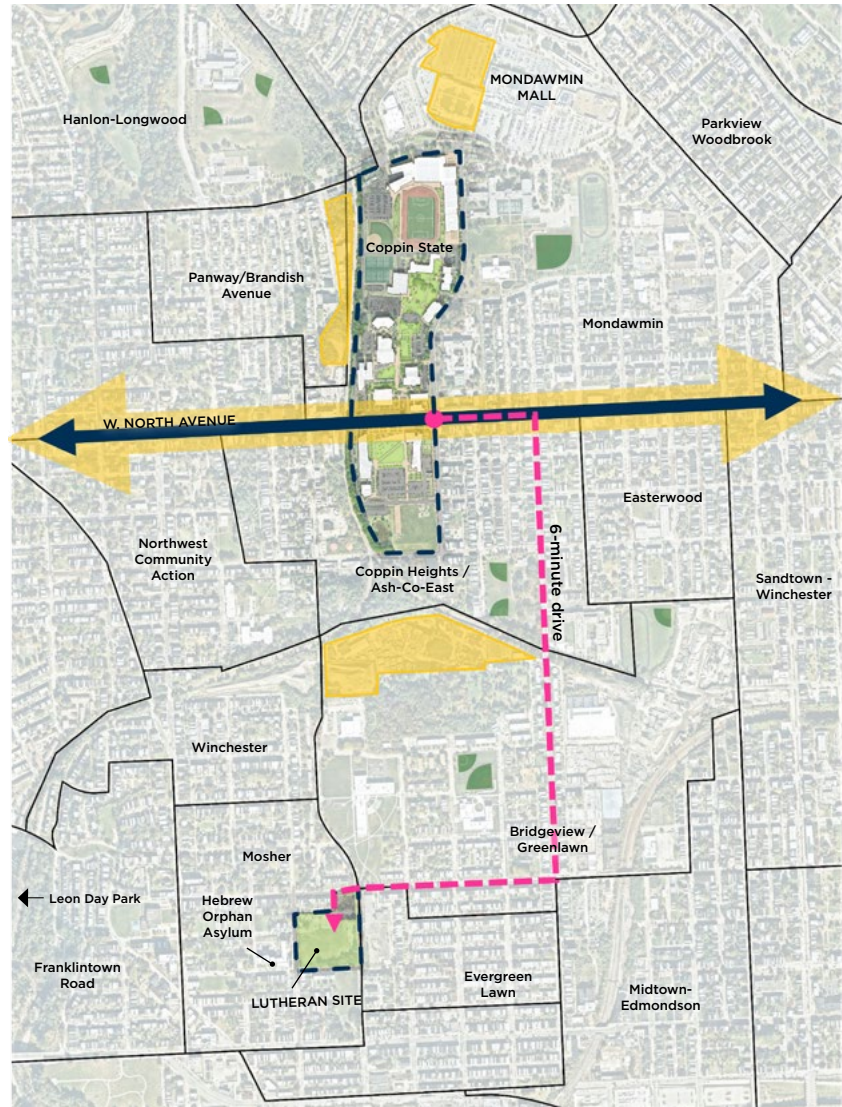 MONDAWMIN
MALL
Hanlon-Longwood
Parkview
Woodbrook
Coppin State
Panway/Brandish
Avenue
Mondawmin
W. NORTH AVENUE
Easterwood
6-minute drive
Northwest
Community
Action
Coppin Heights /
Ash-Co-East
Sandtown -
Winchester
Winchester
Bridgeview /
Greenlawn
Mosher
Leon Day Park
Hebrew
Orphan
Asylum
Franklintown
Road
LUTHERAN SITE
Evergreen
Lawn
Midtown-
Edmondson